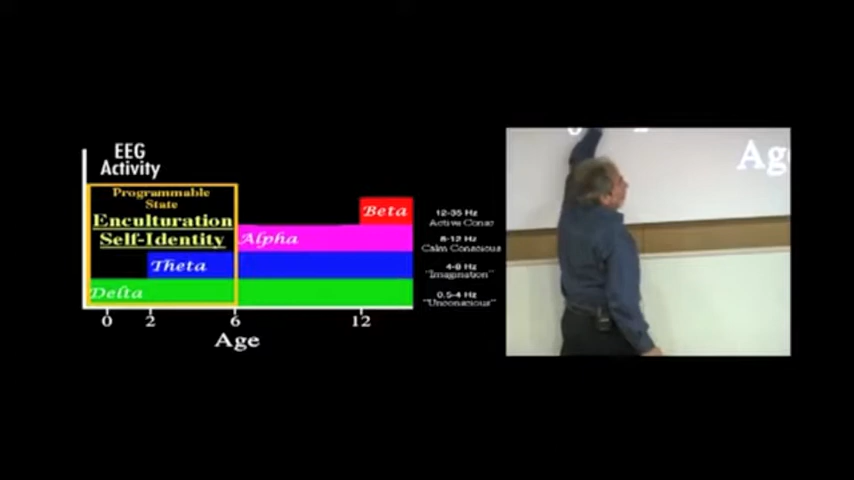 EEG
Activity
Programmable
State
Enculturation
Self-Identity
Beta
Alpha
Theta
Delta
12-35 Hz
Active Consc
8-12 Hz
Calm Conscious
4-8 Hz
"Imagination"
0.5-4 Hz
"Unconscious"
0 2 6 12
Age
Age